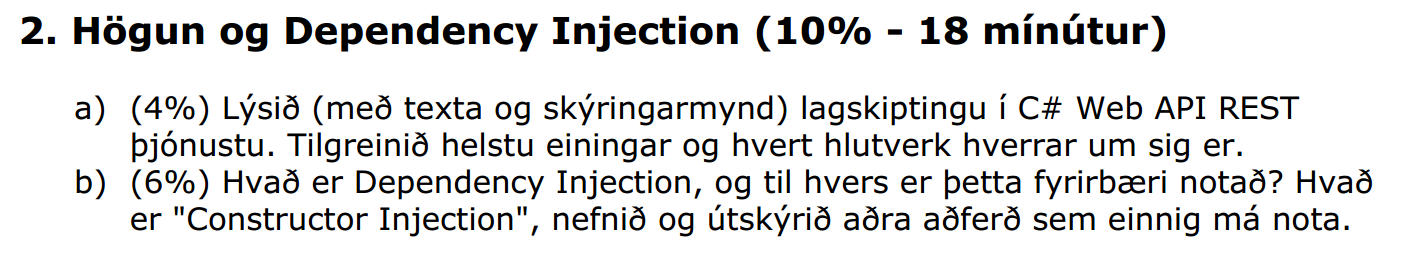 2. Högun og Dependency Injection (10% - 18 mínútur)
a) (4%) Lýsið (með texta og skýringarmynd) lagskiptingu í C# Web API REST
þjónustu. Tilgreinið helstu einingar og hvert hlutverk hverrar um sig er.
b) (6%) Hvað er Dependency Injection, og til hvers er þetta fyrirbæri notað? Hvað
er "Constructor Injection", nefnið og útskýrið aðra aðferð sem einnig má nota.